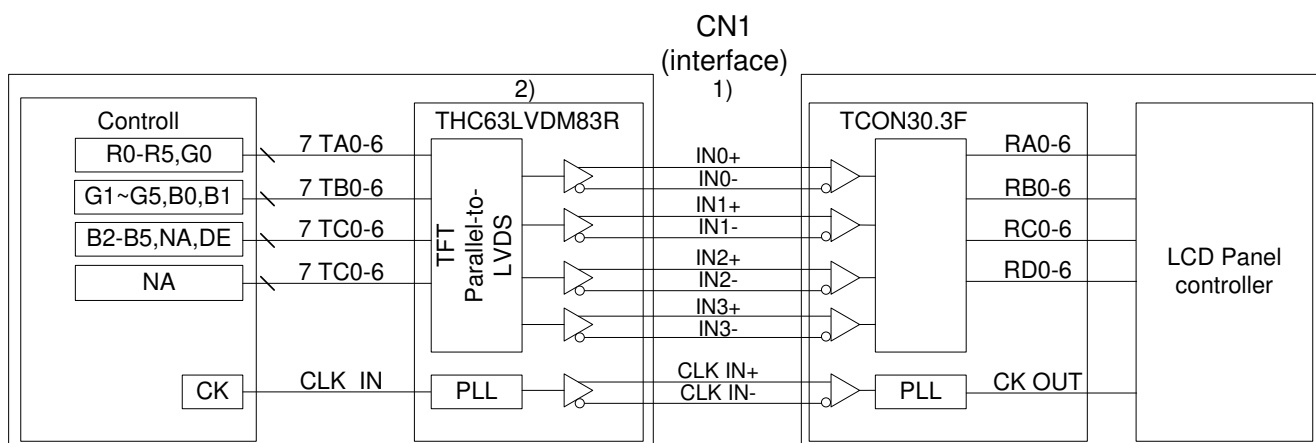 CN1
(interface)
1)
2)
Controll
R0-R5,G0
G1~G5,B0,B1
B2-B5,NA,DE
NA
CK
7 TA0-6
7 TB0-6
7 TC0-6
7 TC0-6
CLK IN
THC63LVDM83R
TFT
Parallel-to-
LVDS
PLL
IN0+
IN0-
IN1+
IN1-
IN2+
IN2-
IN3+
IN3-
CLK IN+
CLK IN-
TCON30.3F
PLL
RA0-6
RB0-6
RC0-6
RD0-6
CK OUT
LCD Panel
controller